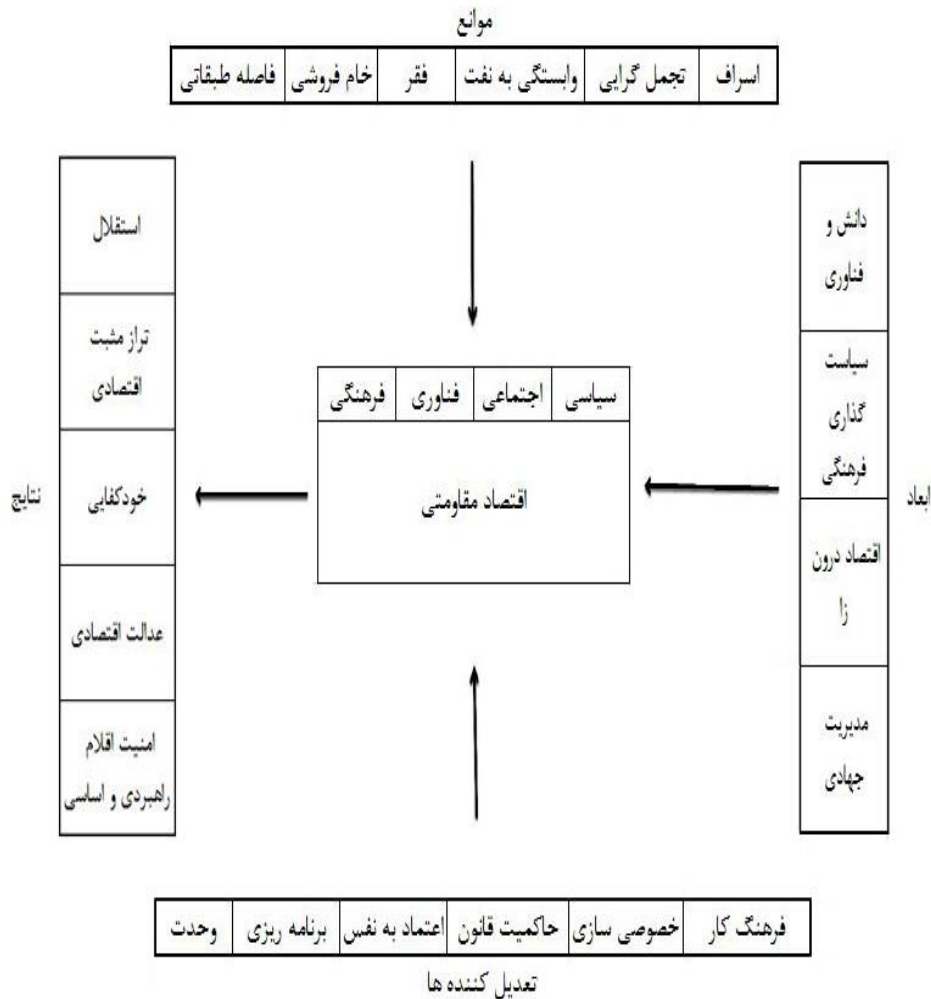 موانع
اسراف تجمل گرایی وابستگی به نفت فقر خام فروشی فاصله طبقاتی
ابعاد
دانش و
فناوری
سیاست
گذاری
فرهنگی
اقتصاد درون
زا
مدیریت
جهادی
سیاسی اجتماعی فناوری فرهنگی
اقتصاد مقاومتی
استقلال
تراز مثبت
اقتصادی
خودکفایی
عدالت اقتصادی
امنیت اقلام
راهبردی و اساسی
نتایج
فرهنگ کار خصوصی سازی حاکمیت قانون اعتماد به نفس برنامه ریزی وحدت
تعدیل کننده ها